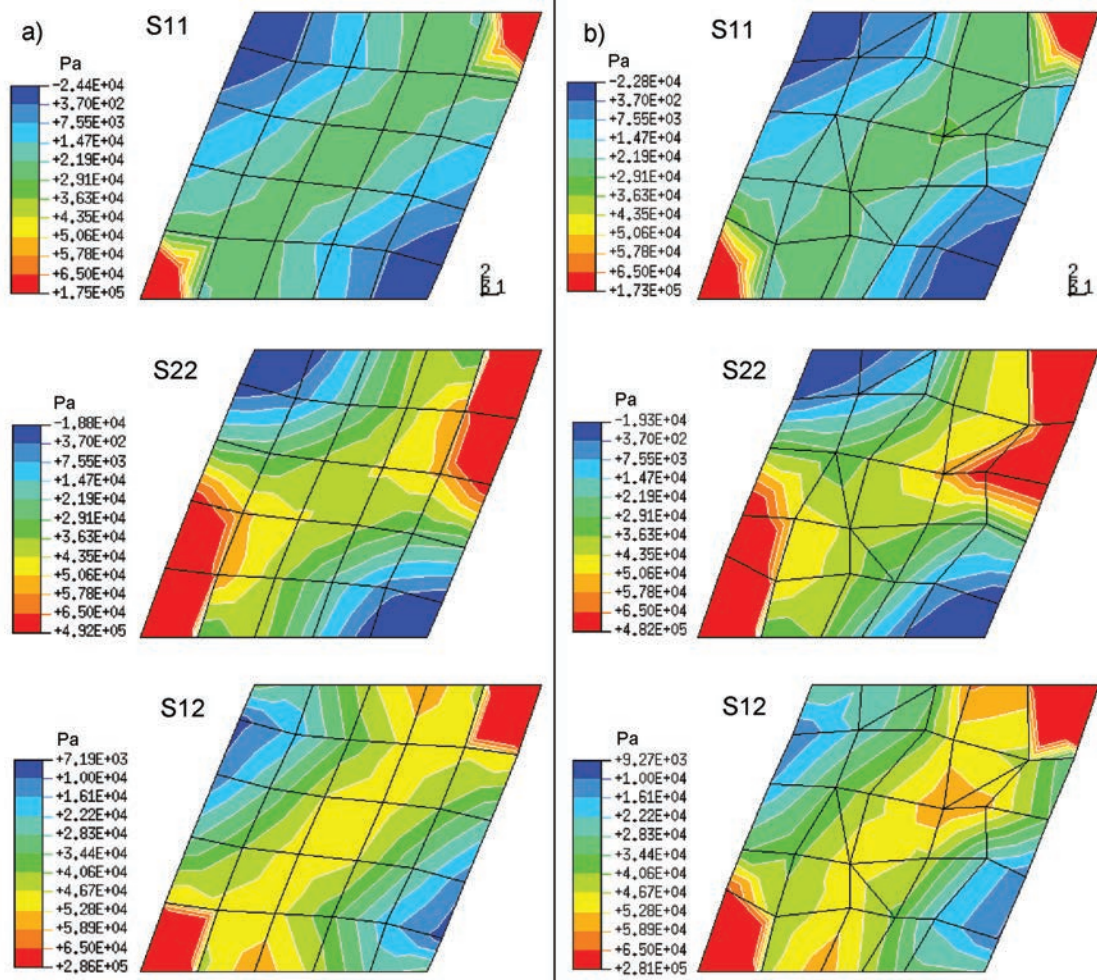 a)
S11
Pa
-2.44E+04
+3.70E+02
+7.55E+03
+1.47E+04
+2.19E+04
+2.91E+04
+3.63E+04
+4.35E+04
+5.06E+04
+5.78E+04
+6.50E+04
+1.75E+05
2
3 1
S22
Pa
-1.88E+04
+3.70E+02
+7.55E+03
+1.47E+04
+2.19E+04
+2.91E+04
+3.63E+04
+4.35E+04
+5.06E+04
+5.78E+04
+6.50E+04
+4.92E+05
S12
Pa
+7.19E+03
+1.00E+04
+1.61E+04
+2.22E+04
+2.83E+04
+3.44E+04
+4.06E+04
+4.67E+04
+5.28E+04
+5.89E+04
+6.50E+04
+2.86E+05
b)
S11
Pa
-2.28E+04
+3.70E+02
+7.55E+03
+1.47E+04
+2.19E+04
+2.91E+04
+3.63E+04
+4.35E+04
+5.06E+04
+5.78E+04
+6.50E+04
+1.73E+05
2
3 1
S22
Pa
-1.93E+04
+3.70E+02
+7.55E+03
+1.47E+04
+2.19E+04
+2.91E+04
+3.63E+04
+4.35E+04
+5.06E+04
+5.78E+04
+6.50E+04
+4.82E+05
S12
Pa
+9.27E+03
+1.00E+04
+1.61E+04
+2.22E+04
+2.83E+04
+3.44E+04
+4.06E+04
+4.67E+04
+5.28E+04
+5.89E+04
+6.50E+04
+2.81E+05